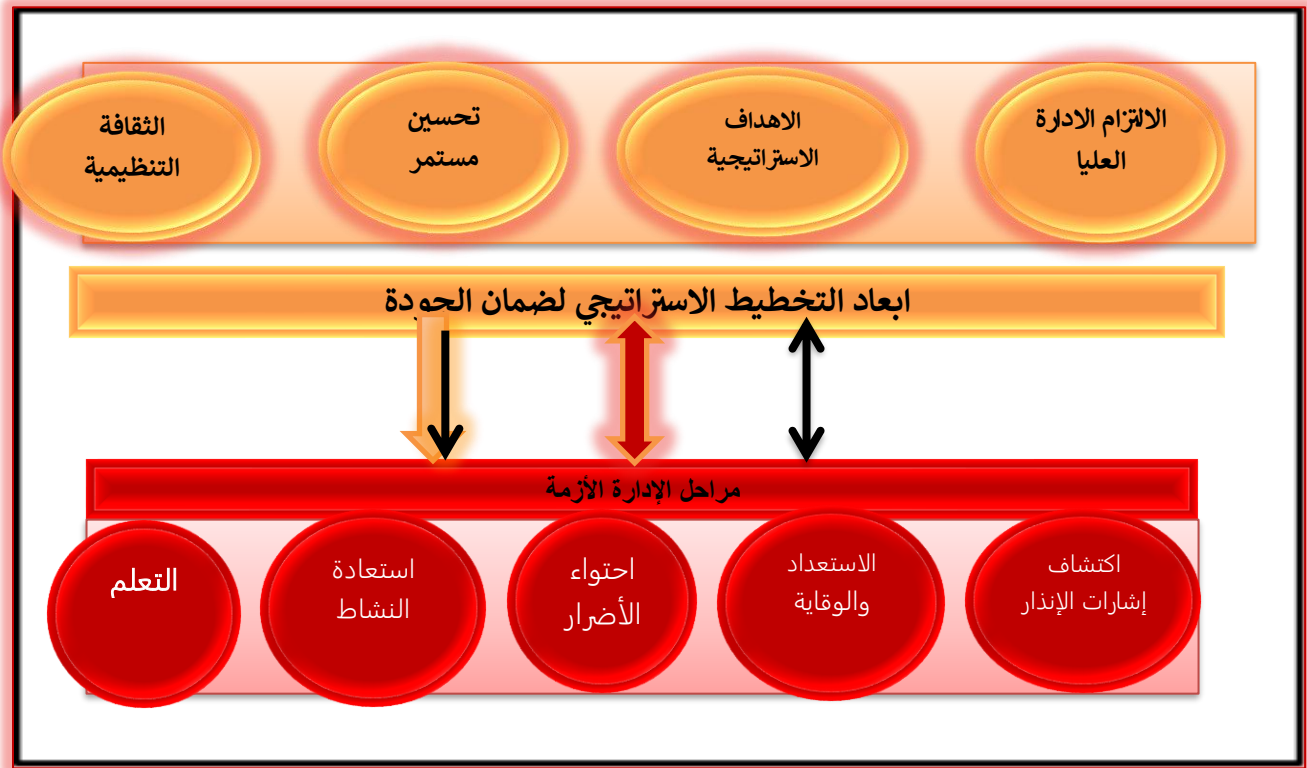 الالتزام الادارة
العليا
الاهداف
الاستراتيجية
تحسين
مستمر
الثقافة
التنظيمية
ابعاد التخطيط الاستراتيجي لضمان الجودة
مراحل الإدارة الأزمة
اكتشاف
إشارات الإنذار
الاستعداد
والوقاية
احتواء
الأضرار
استعادة
النشاط
التعلم